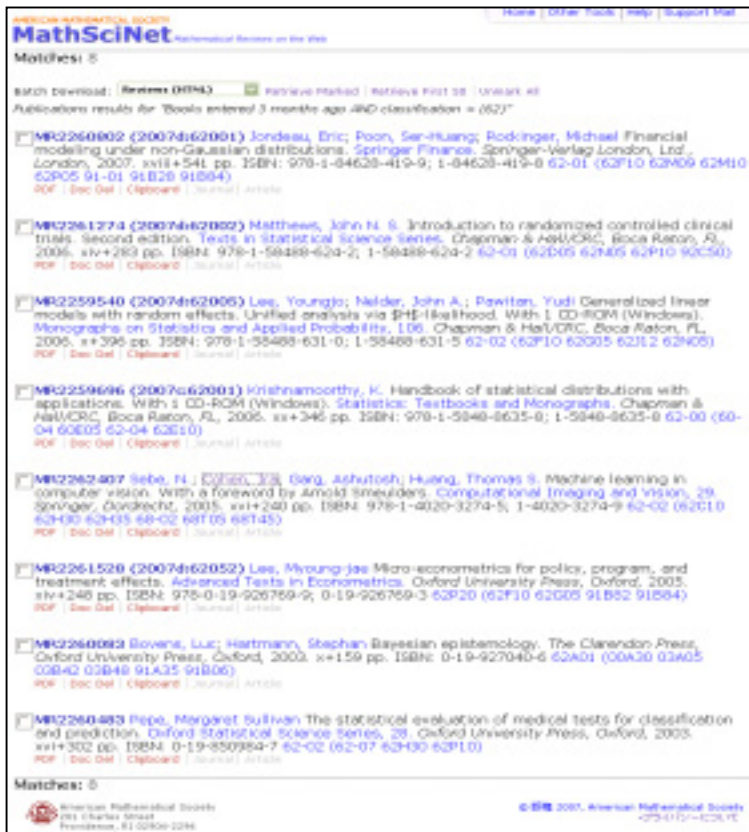 Home | Other Tools | Help | Support Mail
AMERICAN MATHEMATICAL SOCIETY
MathSciNet Mathematical Reviews on the Web
Matches: 8
Batch Download: Reviews (HTML) Retrieve Marked | Retrieve First 50 | Unmark All
Publications results for "Books entered 3 months ago AND classification = (62)"
MR2260802 (2007d:62001) Jondeau, Eric; Poon, Ser-Huang; Rockinger, Michael Financial
modeling under non-Gaussian distributions. Springer Finance. Springer-Verlag London, Ltd.,
London, 2007. xviii+541 pp. ISBN: 978-1-84628-419-9; 1-84628-419-8 62-01 (62F10 62M09 62M10
62P05 91-01 91B28 91B84)
PDF | Doc Del | Clipboard | Journal | Article
MR2261274 (2007d:62002) Matthews, John N. S. Introduction to randomized controlled clinical
trials. Second edition. Texts in Statistical Science Series. Chapman & Hall/CRC, Boca Raton, FL,
2006. xiv+283 pp. ISBN: 978-1-58488-624-2; 1-58488-624-2 62-01 (62D05 62N05 62P10 92C50)
PDF | Doc Del | Clipboard | Journal | Article
MR2259540 (2007d:62005) Lee, Youngjo; Nelder, John A.; Pawitan, Yudi Generalized linear
models with random effects. Unified analysis via $H$-likelihood. With 1 CD-ROM (Windows).
Monographs on Statistics and Applied Probability, 106. Chapman & Hall/CRC, Boca Raton, FL,
2006. x+396 pp. ISBN: 978-1-58488-631-0; 1-58488-631-5 62-02 (62F10 62G05 62J12 62N05)
PDF | Doc Del | Clipboard | Journal | Article
MR2259696 (2007c:62001) Krishnamoorthy, K. Handbook of statistical distributions with
applications. With 1 CD-ROM (Windows). Statistics: Textbooks and Monographs. Chapman &
Hall/CRC, Boca Raton, FL, 2006. xx+346 pp. ISBN: 978-1-5848-8635-8; 1-5848-8635-8 62-00 (60-
04 60E05 62-04 62E10)
PDF | Doc Del | Clipboard | Journal | Article
MR2262407 Sebe, N.; Cohen, Ira; Garg, Ashutosh; Huang, Thomas S. Machine learning in
computer vision. With a foreword by Arnold Smeulders. Computational Imaging and Vision, 29.
Springer, Dordrecht, 2005. xvi+240 pp. ISBN: 978-1-4020-3274-5; 1-4020-3274-9 62-02 (62C10
62H30 62H35 68-02 68T05 68T45)
PDF | Doc Del | Clipboard | Journal | Article
MR2261520 (2007d:62052) Lee, Myoung-jae Micro-econometrics for policy, program, and
treatment effects. Advanced Texts in Econometrics. Oxford University Press, Oxford, 2005.
xiv+248 pp. ISBN: 978-0-19-926769-9; 0-19-926769-3 62P20 (62F10 62G05 91B82 91B84)
PDF | Doc Del | Clipboard | Journal | Article
MR2260093 Bovens, Luc; Hartmann, Stephan Bayesian epistemology. The Clarendon Press,
Oxford University Press, Oxford, 2003. x+159 pp. ISBN: 0-19-927040-6 62A01 (00A30 03A05
03B42 03B48 91A35 91B06)
PDF | Doc Del | Clipboard | Journal | Article
MR2260483 Pepe, Margaret Sullivan The statistical evaluation of medical tests for classification
and prediction. Oxford Statistical Science Series, 28. Oxford University Press, Oxford, 2003.
xvi+302 pp. ISBN: 0-19-850984-7 62-02 (62-07 62H30 62P10)
PDF | Doc Del | Clipboard | Journal | Article
Matches: 8
American Mathematical Society
201 Charles Street
Providence, RI 02904-2294
© 版権 2007, American Mathematical Society
プライバシーについて